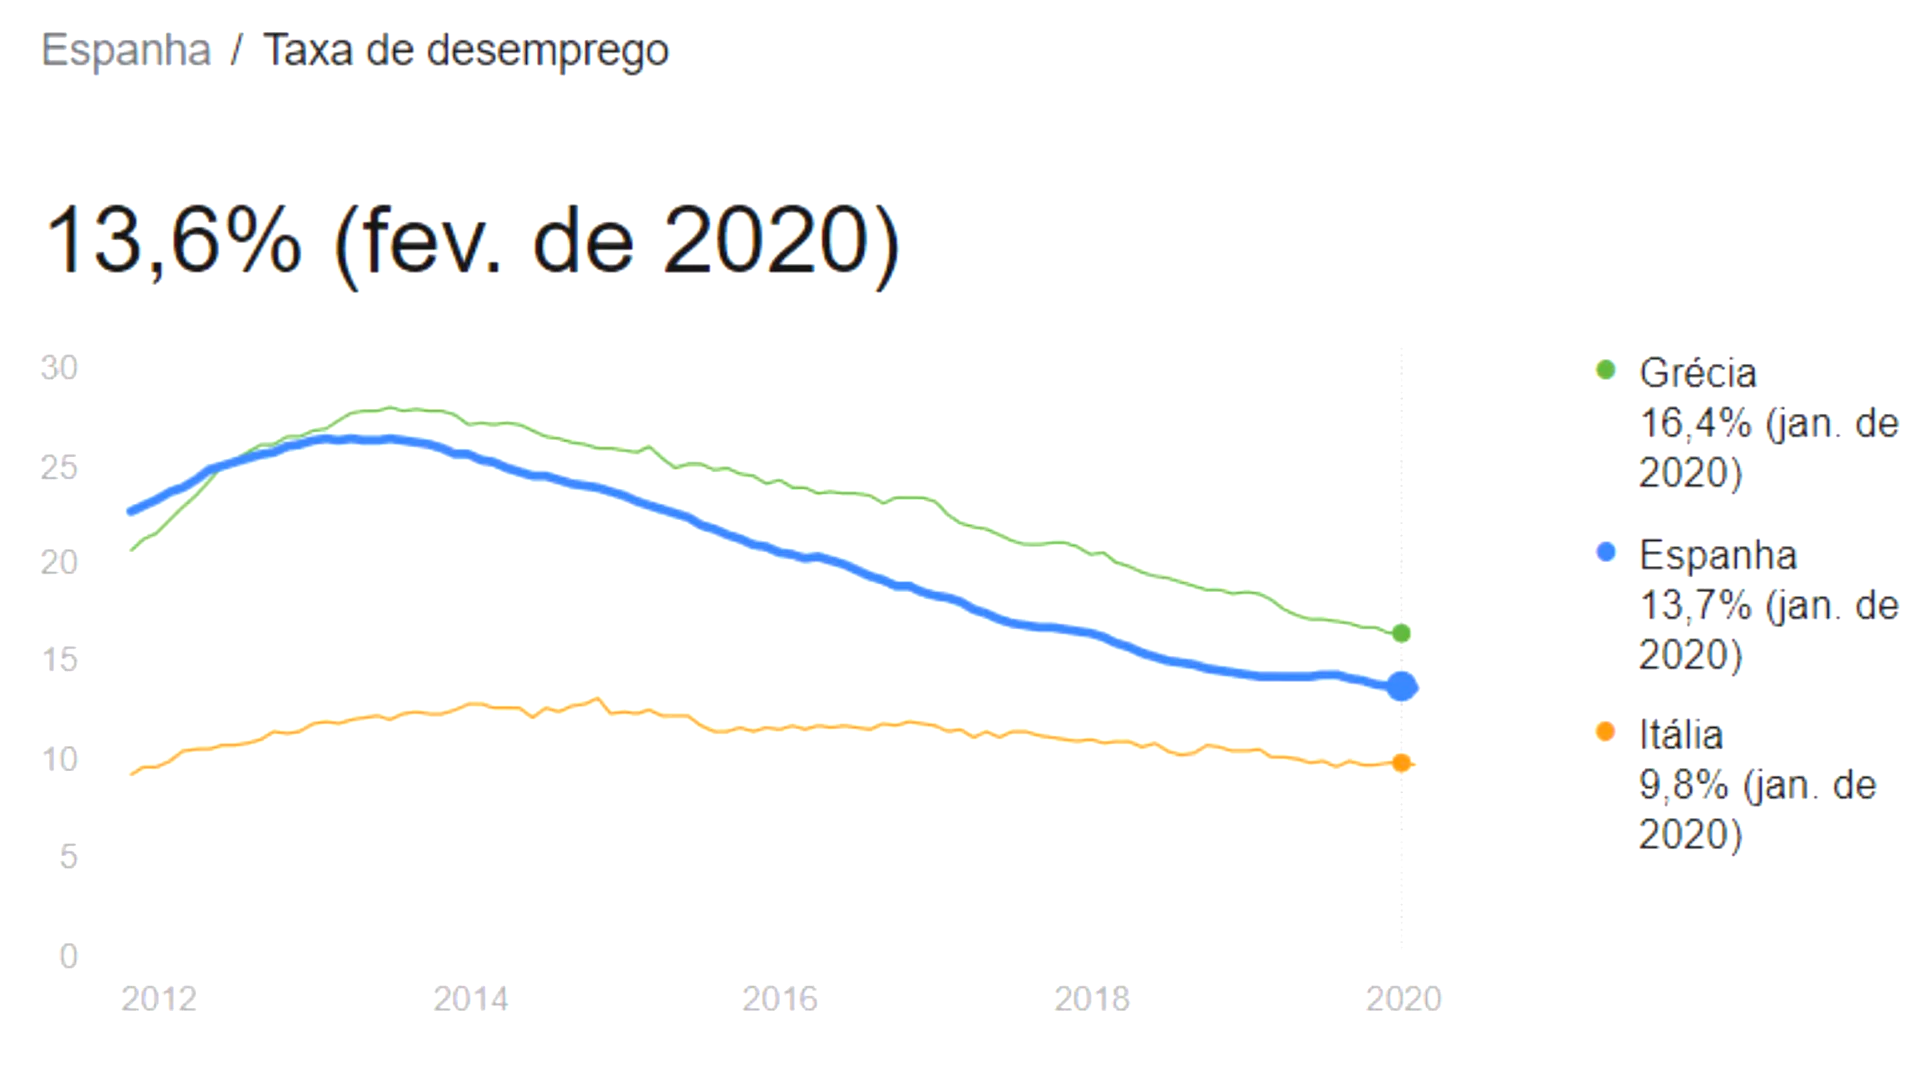 Espanha / Taxa de desemprego
13,6% (fev. de 2020)
30
25
20
15
10
5
0
2012
2014
2016
2018
2020
Grécia
16,4% (jan. de
2020)
Espanha
13,7% (jan. de
2020)
Itália
9,8% (jan. de
2020)